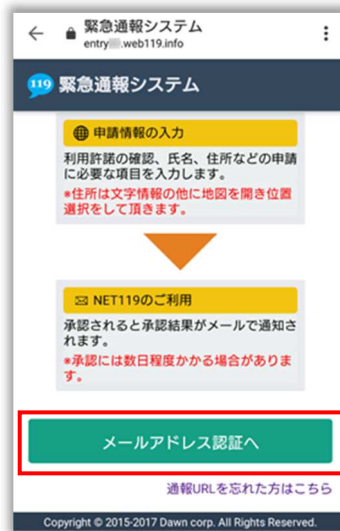 緊急通報システム
entry .web119.info
119 緊急通報システム
申請情報の入力
利用許諾の確認、氏名、住所などの申請
に必要な項目を入力します。
*住所は文字情報の他に地図を開き位置
選択をして頂きます。
NET119のご利用
承認されると承認結果がメールで通知さ
れます。
*承認には数日程度かかる場合がありま
す。
メールアドレス認証へ
通報URLを忘れた方はこちら
Copyright © 2015-2017 Dawn corp. All Rights Reserved.